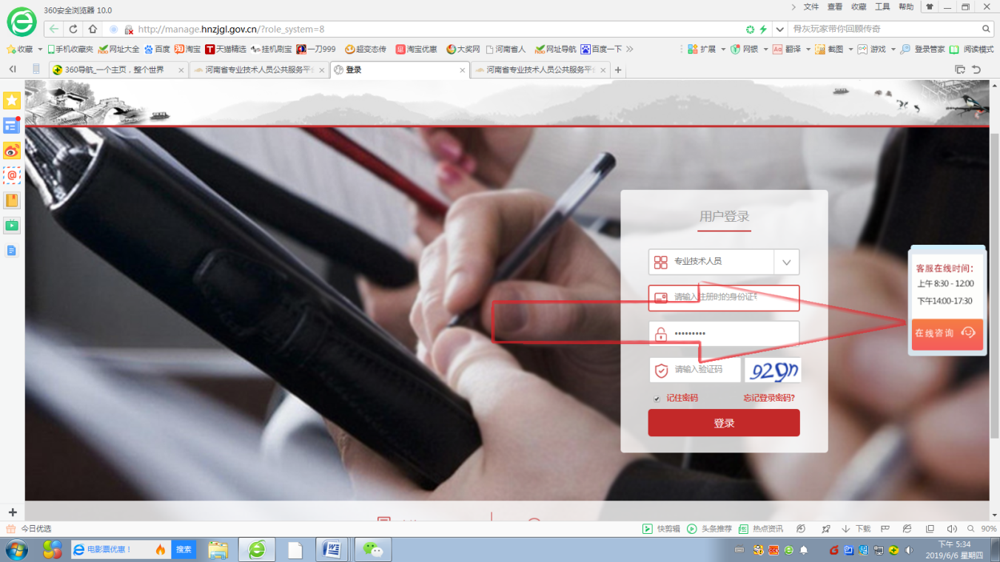 360安全浏览器 10.0
文件 查看 收藏 工具 帮助
http://manage.hnzjgl.gov.cn/?role_system=8
骨灰玩家带你回顾传奇
收藏 手机收藏夹 网址大全 百度 淘宝 天猫精选 挂机刷宝 一刀999 超变态传 淘宝优惠 大奖网 河南省人 网址导航 百度一下 扩展 网银 翻译 截图 游戏 登录管家 阅读模式
360导航_一个主页，整个世界 河南省专业技术人员公共服务平台 登录 河南省专业技术人员公共服务平台
用户登录
专业技术人员
请输入注册时的身份证号
•••••••••
请输入验证码 929n
记住密码 忘记登录密码?
登录
客服在线时间：
上午 8:30 - 12:00
下午14:00-17:30
在线咨询
今日优选 快剪辑 头条推荐 热点资讯 下载 90%
电影票优惠！ 搜索
下午 5:34
2019/6/6 星期四